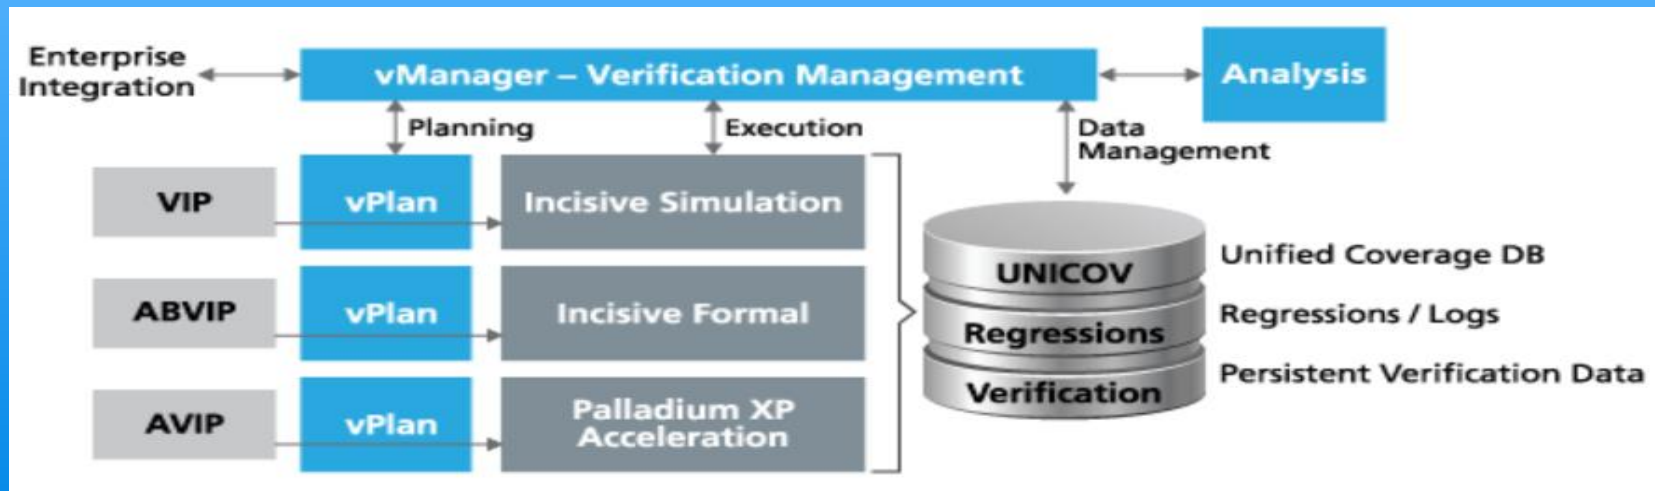 Enterprise
Integration
vManager – Verification Management
Analysis
Planning
Execution
Data
Management
VIP
vPlan
Incisive Simulation
ABVIP
vPlan
Incisive Formal
AVIP
vPlan
Palladium XP
Acceleration
UNICOV
Unified Coverage DB
Regressions
Regressions / Logs
Verification
Persistent Verification Data